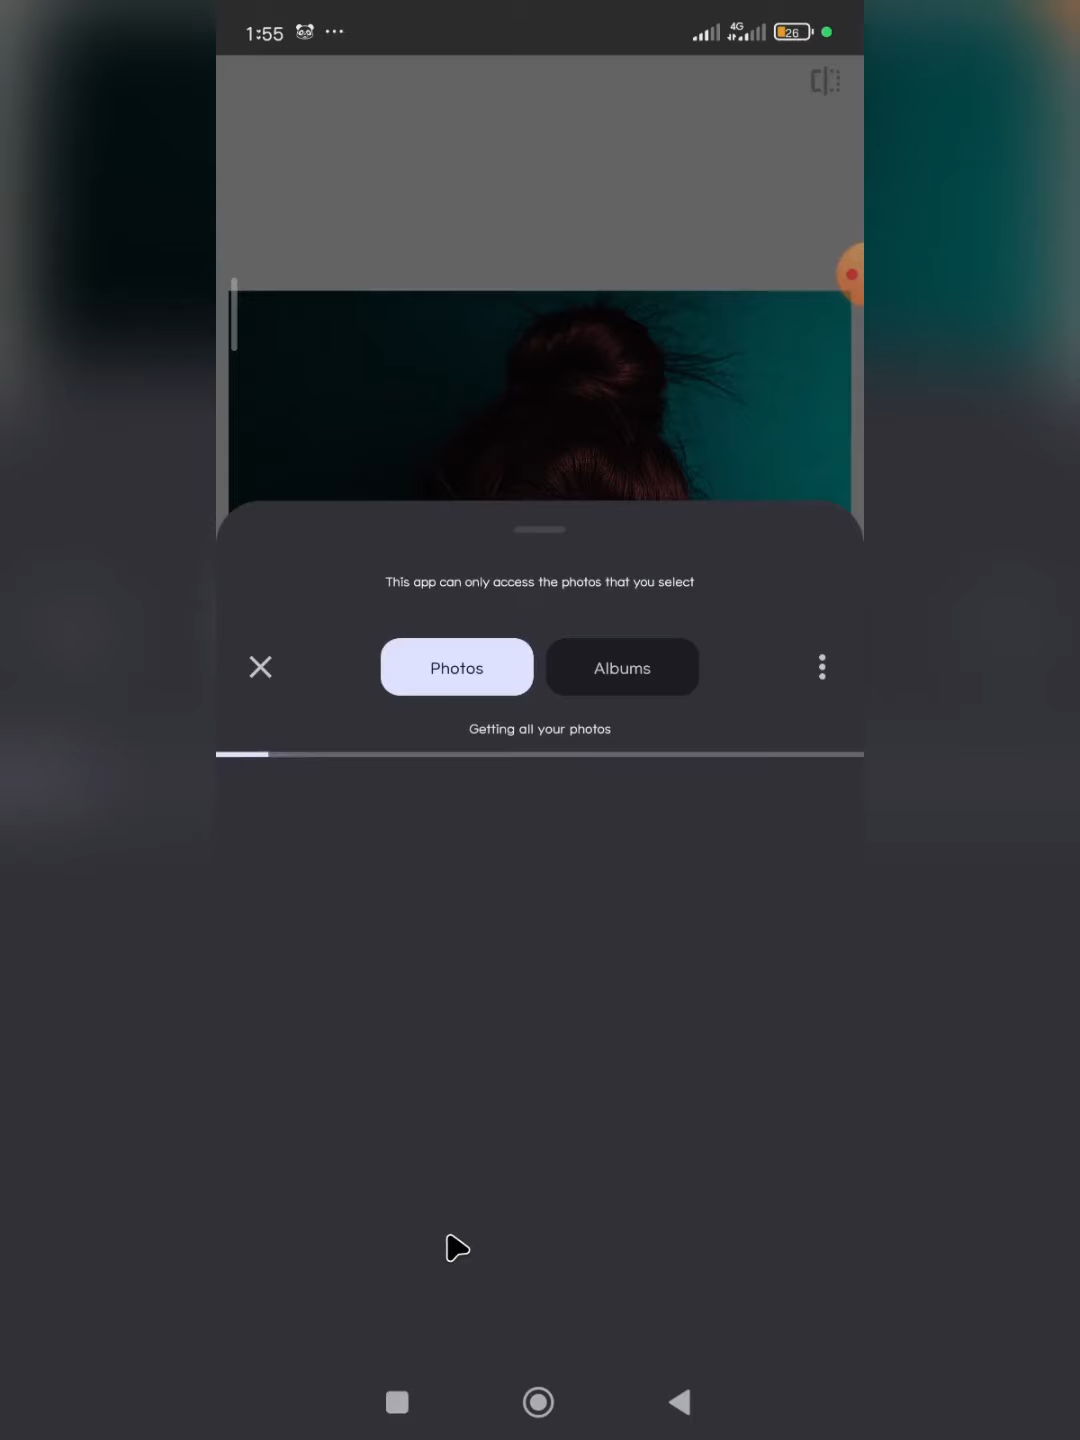 1:55 ... 4G 26
This app can only access the photos that you select
Photos Albums
Getting all your photos